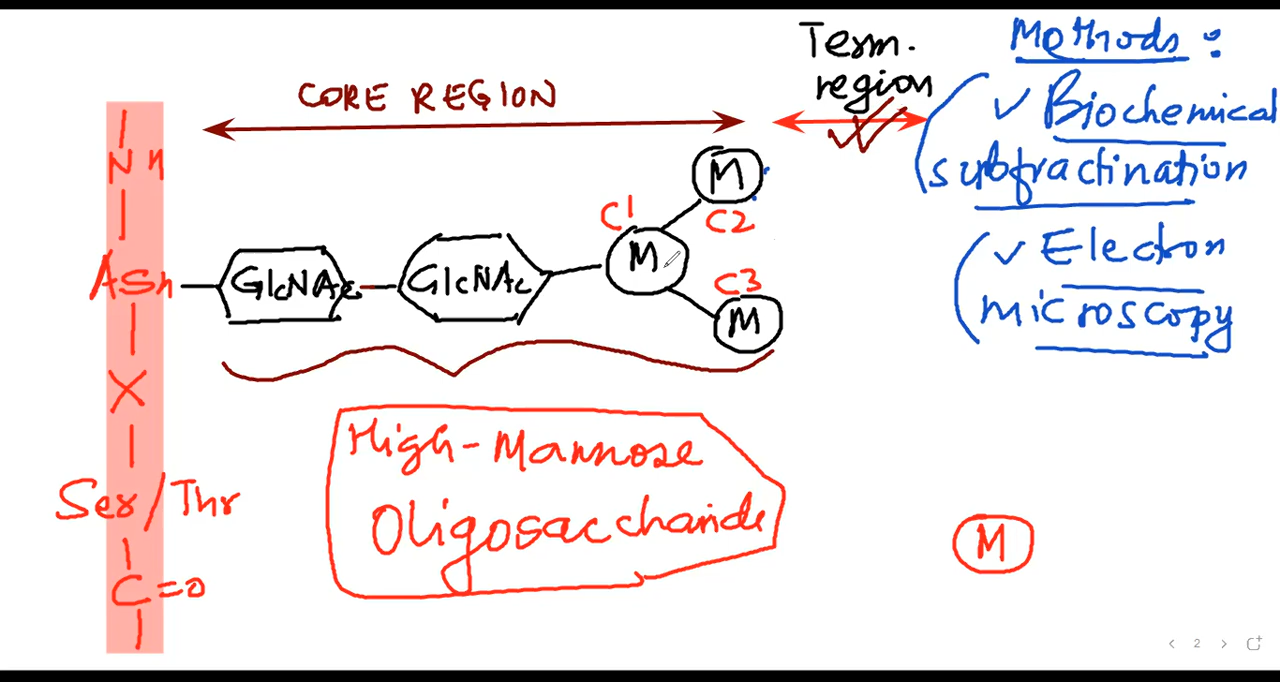 CORE REGION
Term.
region
Methods :
Biochemical
subfractination
Electron
microscopy
N H
Asn
X
Ser/Thr
C=O
GlcNAc
GlcNAc
C1
M
M
C2
C3
M
High-Mannose
Oligosaccharide
M
2